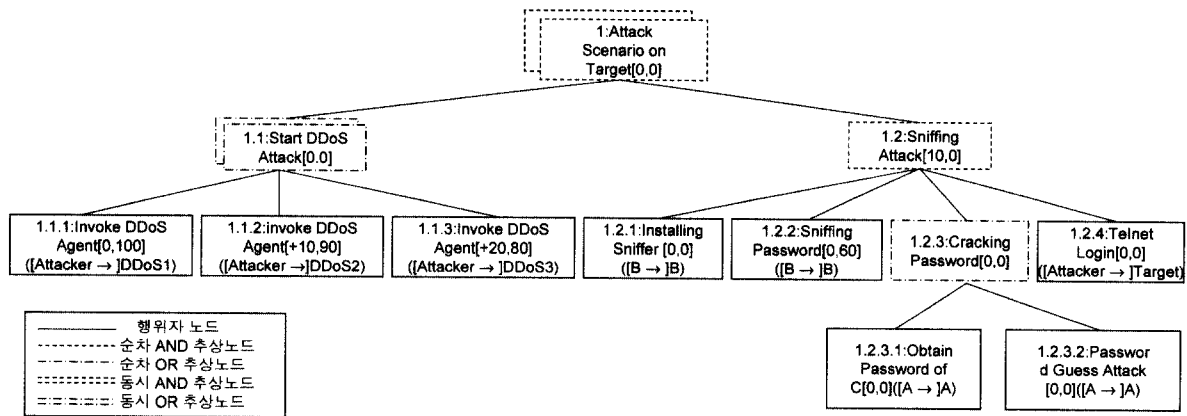 1:Attack
Scenario on
Target[0,0]
1.1:Start DDoS
Attack[0.0]
1.2:Sniffing
Attack[10,0]
1.1.1:Invoke DDoS
Agent[0,100]
([Attacker → ]DDoS1)
1.1.2:invoke DDoS
Agent[+10,90]
([Attacker →]DDoS2)
1.1.3:Invoke DDoS
Agent[+20,80]
([Attacker → ]DDoS3)
1.2.1:Installing
Sniffer [0,0]
([B → ]B)
1.2.2:Sniffing
Password[0,60]
([B → ]B)
1.2.3:Cracking
Password[0,0]
1.2.4:Telnet
Login[0,0]
([Attacker → ]Target)
1.2.3.1:Obtain
Password of
C[0,0]([A → ]A)
1.2.3.2:Passwor
d Guess Attack
[0,0]([A → ]A)
행위자 노드
순차 AND 추상노드
순차 OR 추상노드
동시 AND 추상노드
동시 OR 추상노드